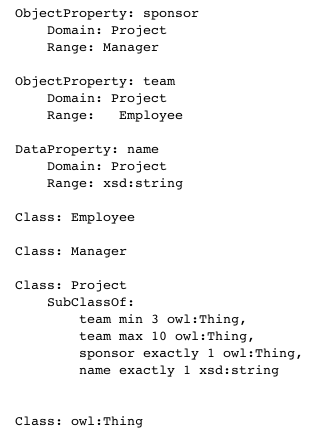 ObjectProperty: sponsor
    Domain: Project
    Range: Manager

ObjectProperty: team
    Domain: Project
    Range:   Employee

DataProperty: name
    Domain: Project
    Range: xsd:string

Class: Employee

Class: Manager

Class: Project
    SubClassOf:
        team min 3 owl:Thing,
        team max 10 owl:Thing,
        sponsor exactly 1 owl:Thing,
        name exactly 1 xsd:string

Class: owl:Thing